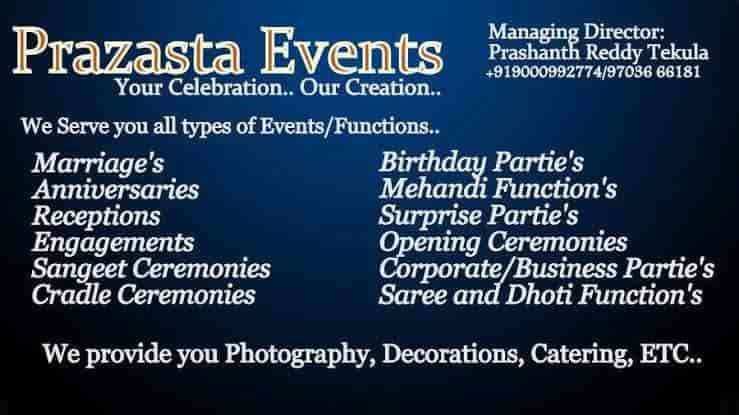 Prazasta Events
Your Celebration.. Our Creation..
Managing Director:
Prashanth Reddy Tekula
+919000992774/97036 66181
We Serve you all types of Events/Functions..
Marriage's
Anniversaries
Receptions
Engagements
Sangeet Ceremonies
Cradle Ceremonies
Birthday Partie's
Mehandi Function's
Surprise Partie's
Opening Ceremonies
Corporate/Business Partie's
Saree and Dhoti Function's
We provide you Photography, Decorations, Catering, ETC..